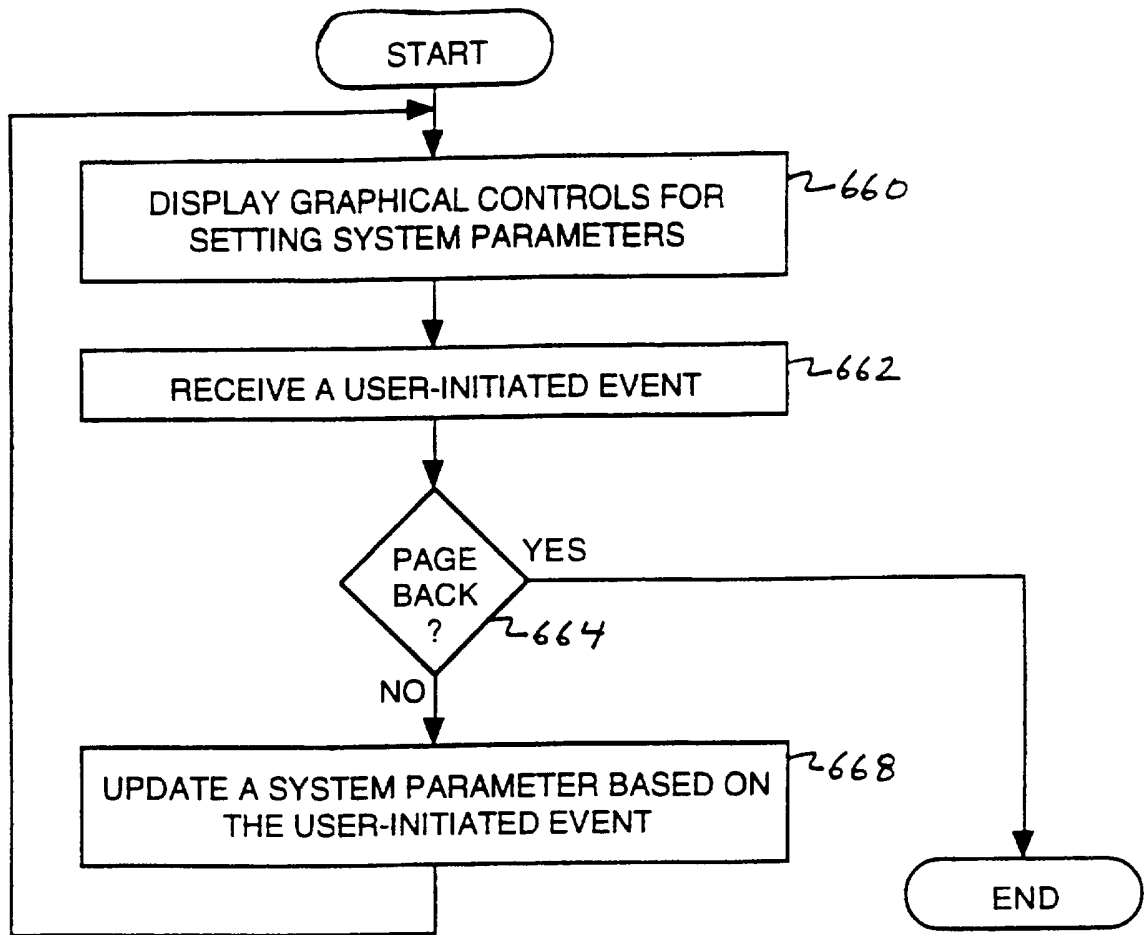 START
DISPLAY GRAPHICAL CONTROLS FOR
SETTING SYSTEM PARAMETERS
660
RECEIVE A USER-INITIATED EVENT
662
PAGE
BACK
?
YES
664
NO
UPDATE A SYSTEM PARAMETER BASED ON
THE USER-INITIATED EVENT
668
END